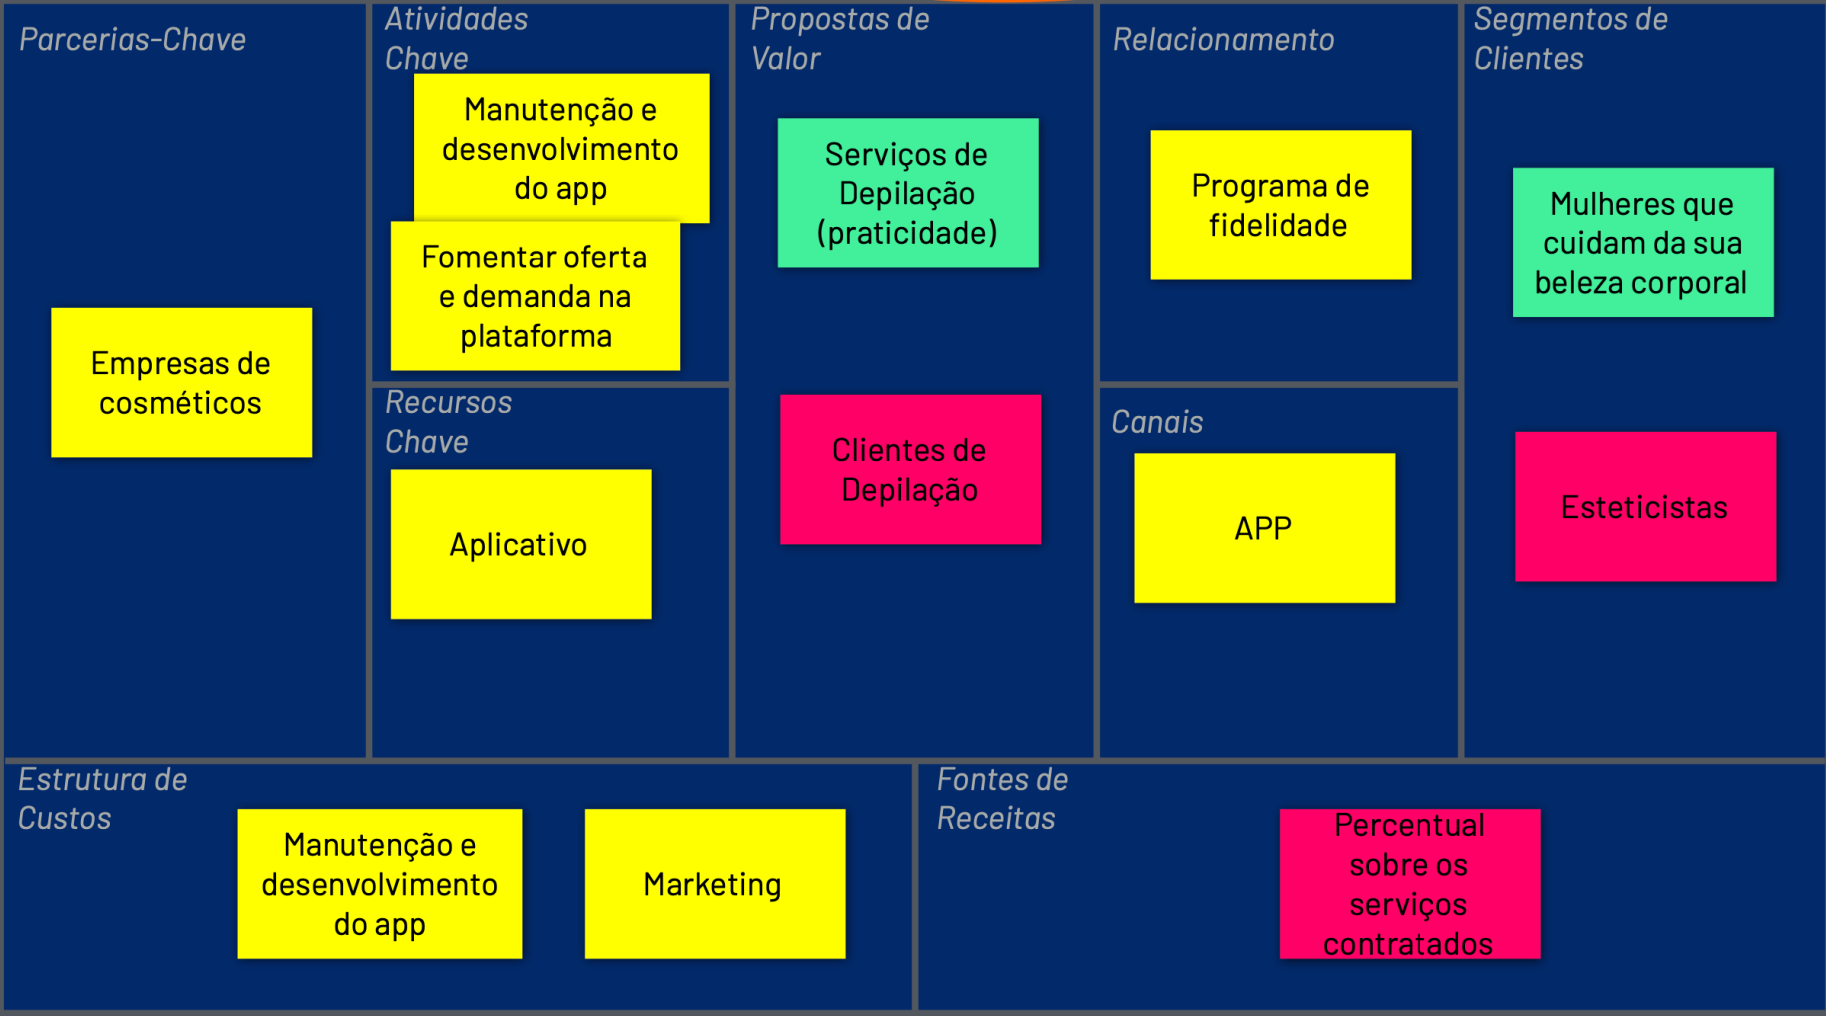 Parcerias-Chave
Empresas de
cosméticos
Atividades
Chave
Manutenção e
desenvolvimento
do app
Fomentar oferta
e demanda na
plataforma
Recursos
Chave
Aplicativo
Propostas de
Valor
Serviços de
Depilação
(praticidade)
Clientes de
Depilação
Relacionamento
Programa de
fidelidade
Canais
APP
Segmentos de
Clientes
Mulheres que
cuidam da sua
beleza corporal
Esteticistas
Estrutura de
Custos
Manutenção e
desenvolvimento
do app
Marketing
Fontes de
Receitas
Percentual
sobre os
serviços
contratados